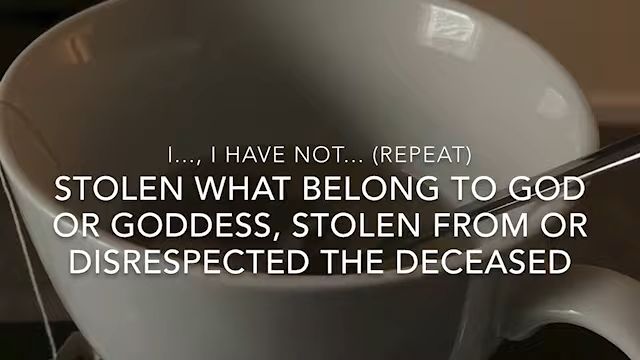 I..., I HAVE NOT... (REPEAT)
STOLEN WHAT BELONG TO GOD
OR GODDESS, STOLEN FROM OR
DISRESPECTED THE DECEASED